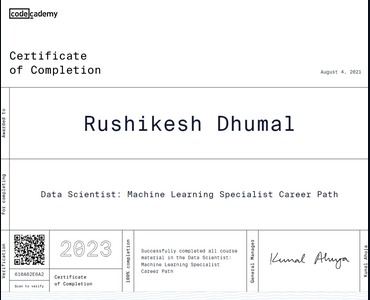 codecademy
Certificate
of Completion
August 4, 2021
Awarded to
Rushikesh Dhumal
For completing
Data Scientist: Machine Learning Specialist Career Path
Verification
Scan to verify
2023
Certificate
of Completion
100% completion
Successfully completed all course
material in the Data Scientist:
Machine Learning Specialist
Career Path
General Manager
Kunal Ahuja
Kunal Ahuja